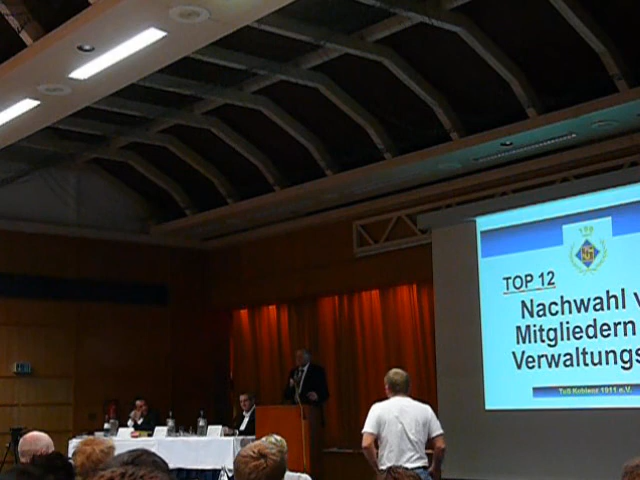 TOP 12
Nachwahl v
Mitgliedern
Verwaltungs
TuS Koblenz 1911 e.V.